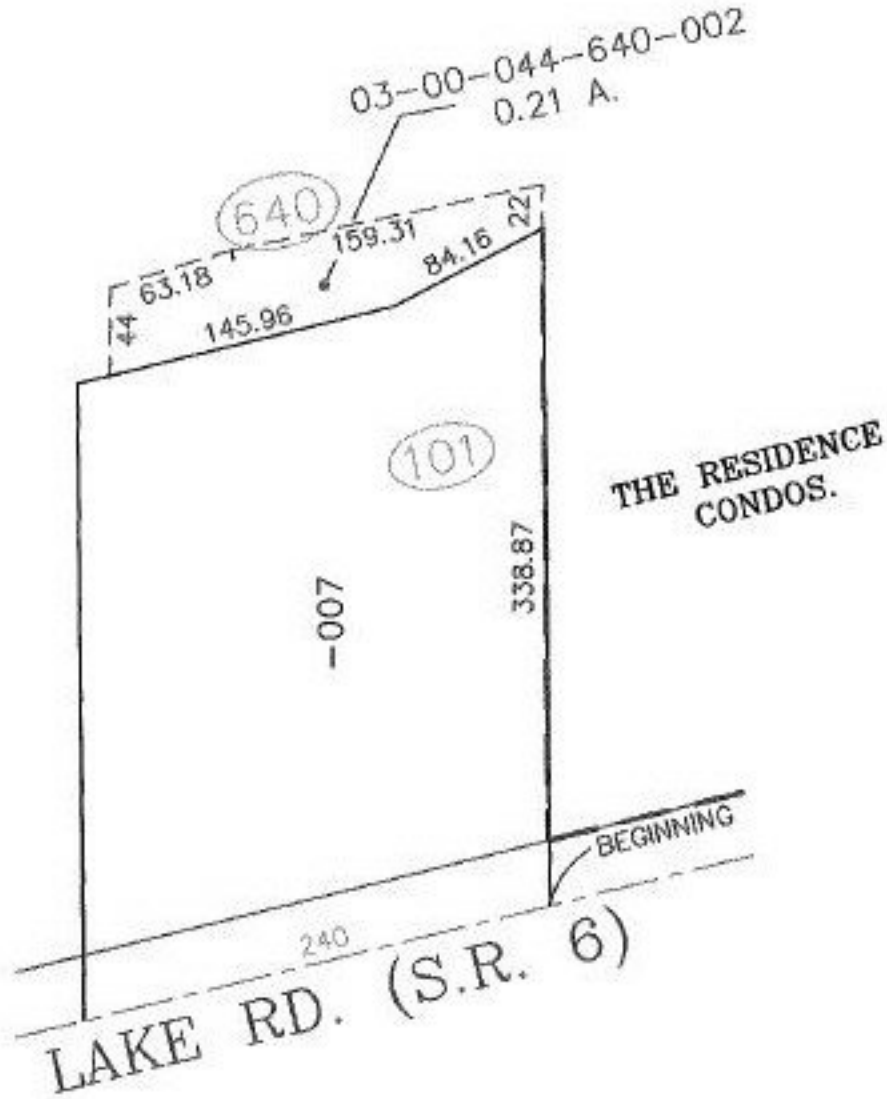 03-00-044-640-002
0.21 A.
640
22
159.31
84.16
63.18
44
145.96
101
THE RESIDENCE
CONDOS.
338.87
-007
BEGINNING
240
LAKE RD. (S.R. 6)